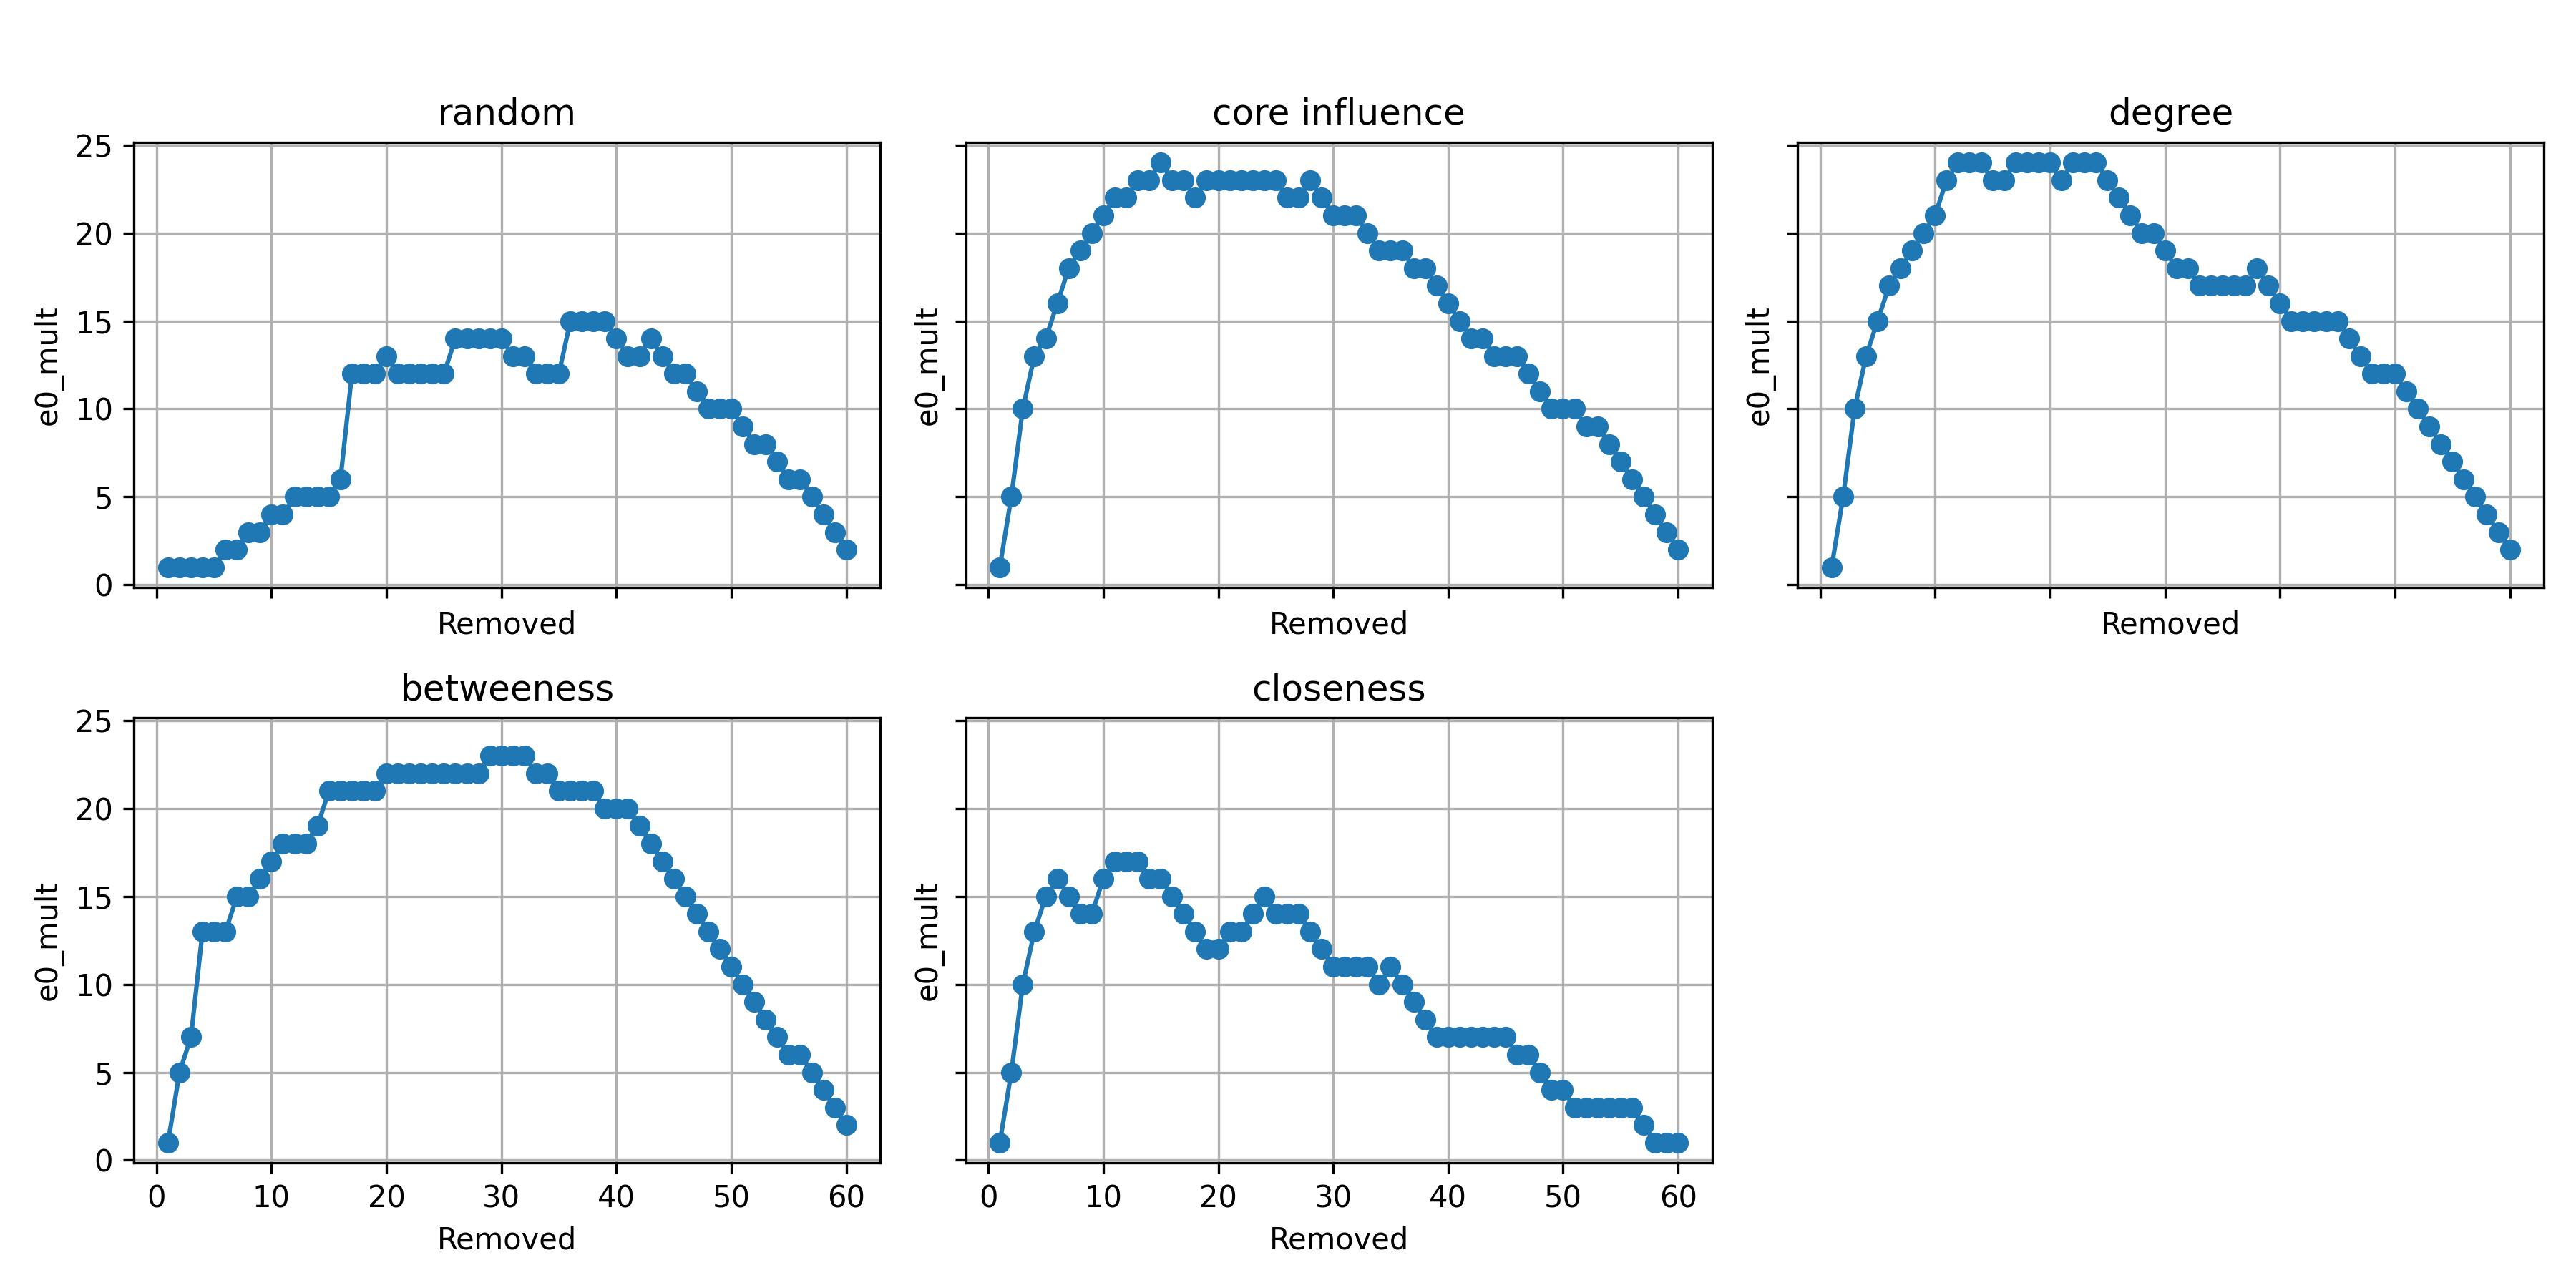 random
core influence
degree
25
20
15
10
5
0
e0_mult
e0_mult
e0_mult
Removed
Removed
Removed
betweeness
closeness
25
20
15
10
5
0
e0_mult
e0_mult
0 10 20 30 40 50 60
0 10 20 30 40 50 60
Removed
Removed